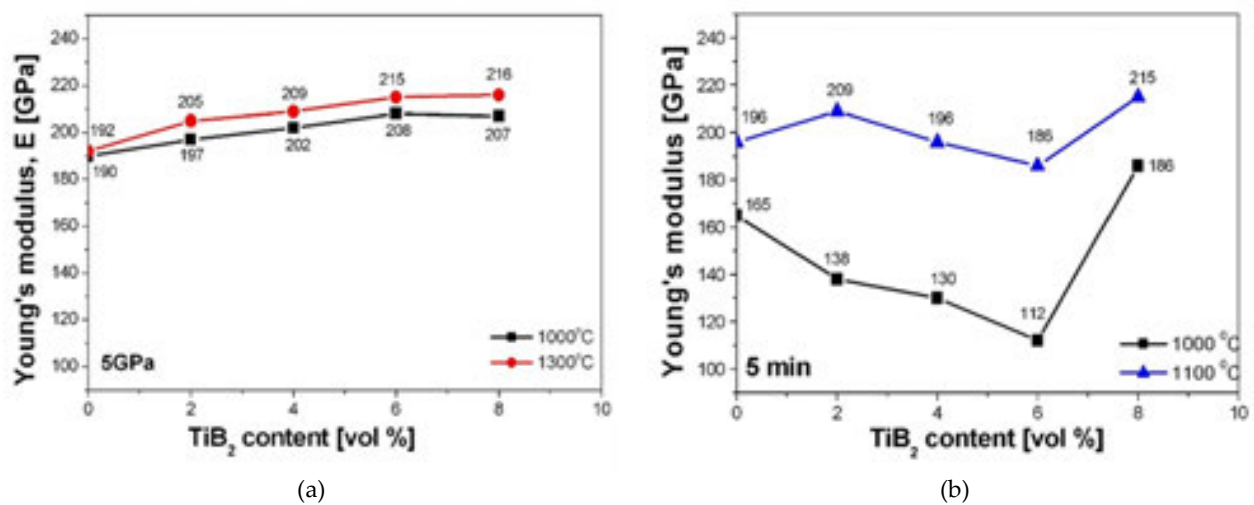 Young's modulus, E [GPa]
240
220
200
180
160
140
120
100
192
205
209
215
216
190
197
202
208
207
1000°C
1300°C
5GPa
0 2 4 6 8 10
TiB2 content [vol %]
(a)
Young's modulus [GPa]
240
220
200
180
160
140
120
100
196
209
196
186
215
165
138
130
112
186
1000 °C
1100 °C
5 min
0 2 4 6 8 10
TiB2 content [vol %]
(b)